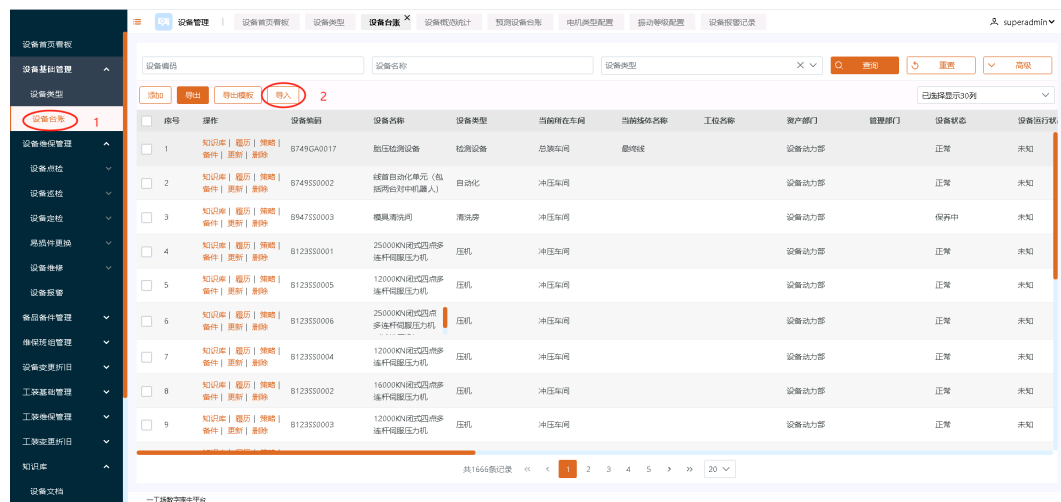 设备管理 设备首页看板 设备类型 设备台账 × 设备概览统计 预测设备台账 电机类型配置 振动等级配置 设备报警记录 superadmin
设备首页看板
设备基础管理
设备类型
设备台账 1
设备维保管理
设备点检
设备巡检
设备定检
易损件更换
设备维修
设备报警
备品备件管理
维保班组管理
设备变更折旧
工装基础管理
工装维保管理
工装变更折旧
知识库
设备文档
设备编码 设备名称 设备类型 查询 重置 高级
添加 导出 导出模板 导入 2 已选择显示30列
序号 操作 设备编码 设备名称 设备类型 当前所在车间 当前线体名称 工位名称 资产部门 管理部门 设备状态 设备运行状
1 知识库 | 履历 | 策略 | 备件 | 更新 | 删除 B749GA0017 胎压检测设备 检测设备 总装车间 最终线 设备动力部 正常 未知
2 知识库 | 履历 | 策略 | 备件 | 更新 | 删除 B749SS0002 线首自动化单元（包括两台对中机器人） 自动化 冲压车间 设备动力部 正常 未知
3 知识库 | 履历 | 策略 | 备件 | 更新 | 删除 B947SS0003 模具清洗间 清洗房 冲压车间 设备动力部 保养中 未知
4 知识库 | 履历 | 策略 | 备件 | 更新 | 删除 B123SS0001 25000KN闭式四点多连杆伺服压力机 压机 冲压车间 设备动力部 正常 未知
5 知识库 | 履历 | 策略 | 备件 | 更新 | 删除 B123SS0005 12000KN闭式四点多连杆伺服压力机 压机 冲压车间 设备动力部 正常 未知
6 知识库 | 履历 | 策略 | 备件 | 更新 | 删除 B123SS0006 25000KN闭式四点多连杆伺服压力机 压机 冲压车间 设备动力部 正常 未知
7 知识库 | 履历 | 策略 | 备件 | 更新 | 删除 B123SS0004 12000KN闭式四点多连杆伺服压力机 压机 冲压车间 设备动力部 正常 未知
8 知识库 | 履历 | 策略 | 备件 | 更新 | 删除 B123SS0002 16000KN闭式四点多连杆伺服压力机 压机 冲压车间 设备动力部 正常 未知
9 知识库 | 履历 | 策略 | 备件 | 更新 | 删除 B123SS0003 12000KN闭式四点多连杆伺服压力机 压机 冲压车间 设备动力部 正常 未知
共1666条记录 << < 1 2 3 4 5 > >> 20